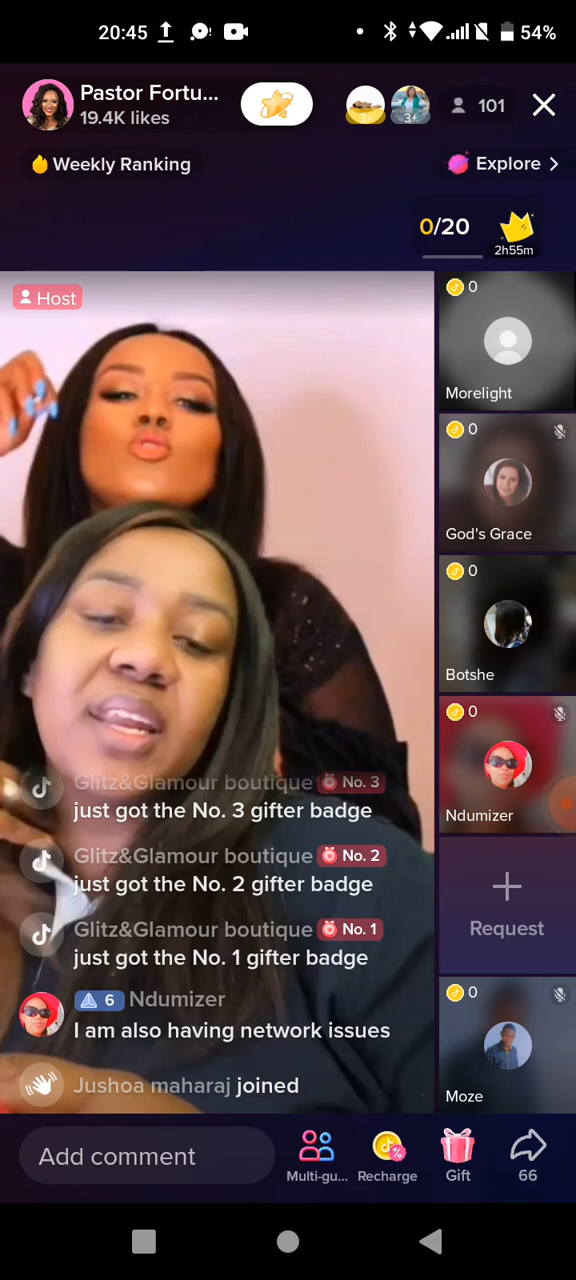 20:45
54%
Pastor Fortu...
19.4K likes
3+
3+
101
Weekly Ranking
Explore >
0/20
2h55m
Host
0
Morelight
0
God's Grace
0
Botshe
0
Ndumizer
Request
0
Moze
Glitz&Glamour boutique No. 3
just got the No. 3 gifter badge
Glitz&Glamour boutique No. 2
just got the No. 2 gifter badge
Glitz&Glamour boutique No. 1
just got the No. 1 gifter badge
6 Ndumizer
I am also having network issues
Jushoa maharaj joined
Add comment
Multi-gu...
Recharge
Gift
66